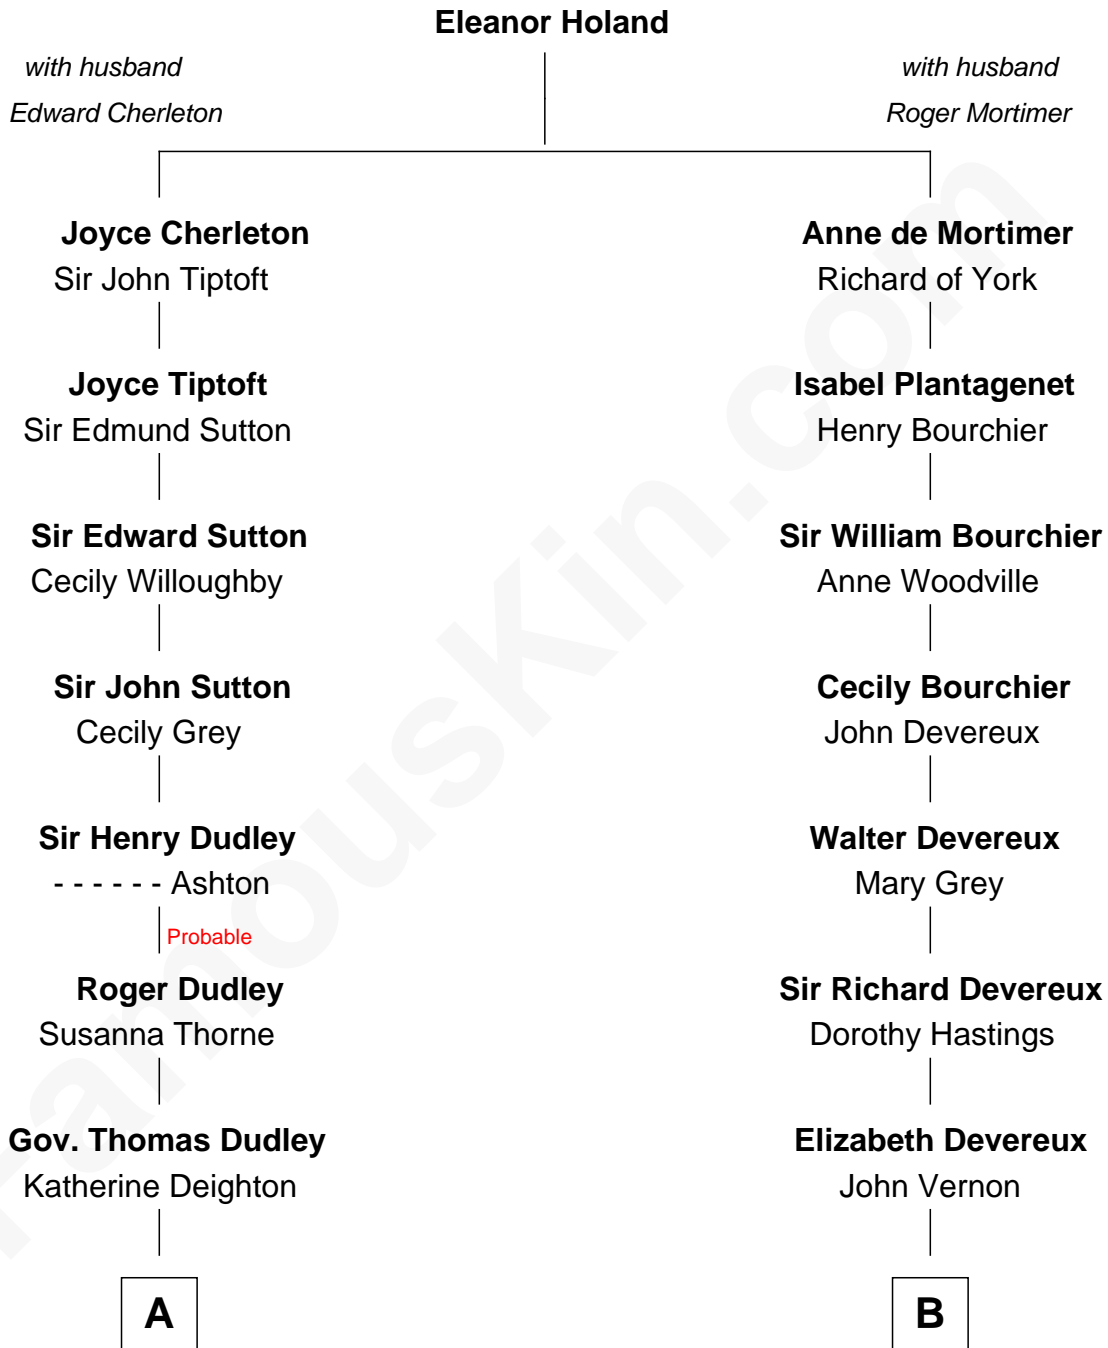 Eleanor Holand
with husband
Edward Cherleton
with husband
Roger Mortimer
Joyce Cherleton
Sir John Tiptoft
Anne de Mortimer
Richard of York
Joyce Tiptoft
Sir Edmund Sutton
Isabel Plantagenet
Henry Bourchier
Sir Edward Sutton
Cecily Willoughby
Sir William Bourchier
Anne Woodville
Sir John Sutton
Cecily Grey
Cecily Bourchier
John Devereux
Sir Henry Dudley
- - - - - - Ashton
Probable
Walter Devereux
Mary Grey
Roger Dudley
Susanna Thorne
Sir Richard Devereux
Dorothy Hastings
Gov. Thomas Dudley
Katherine Deighton
Elizabeth Devereux
John Vernon
A
B
FamousKin.com